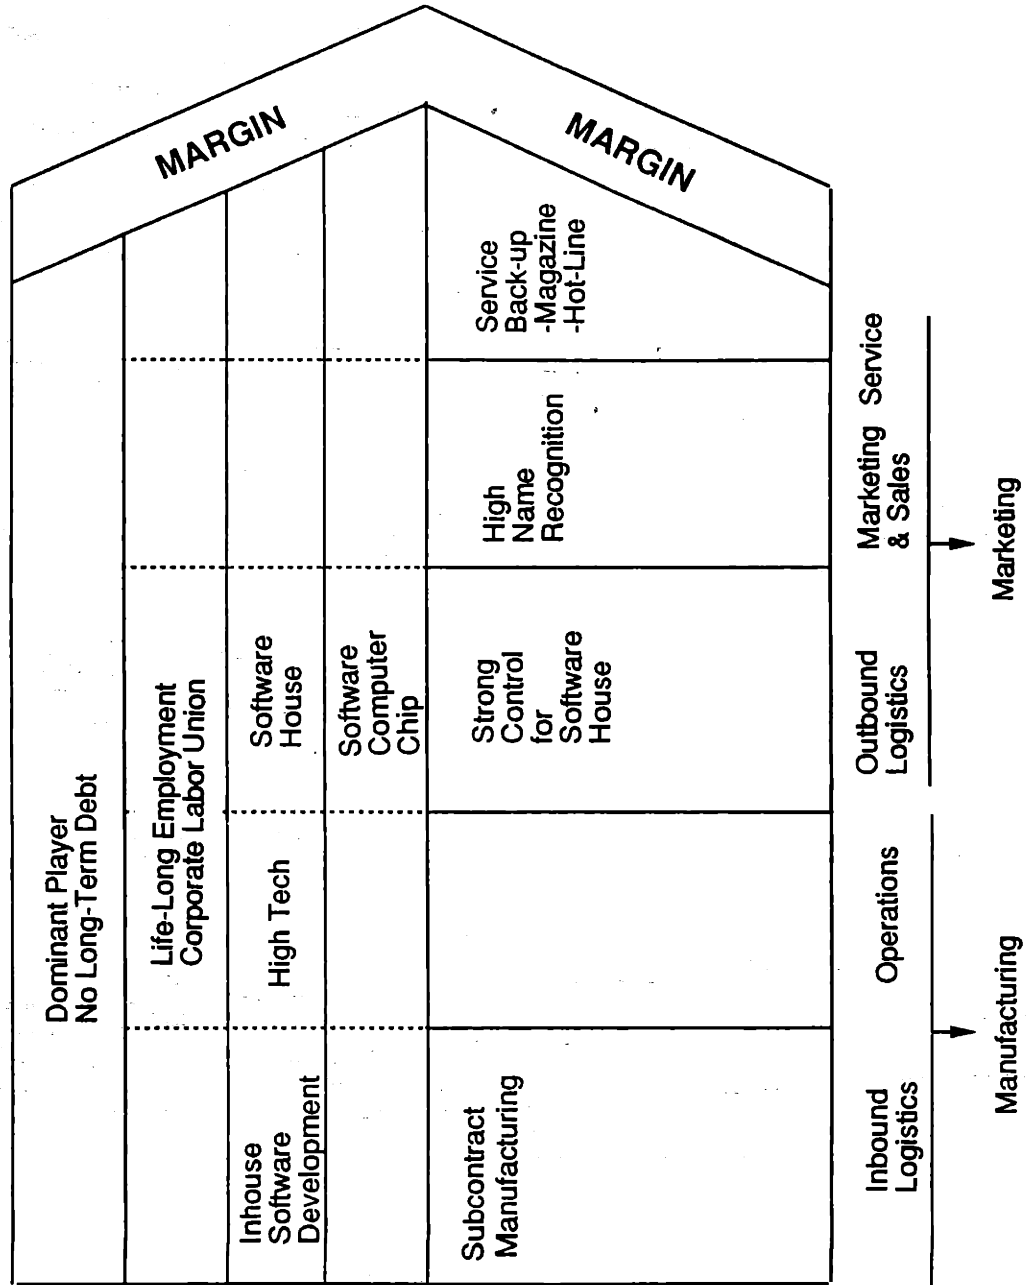 Dominant Player
No Long-Term Debt
Life-Long Employment
Corporate Labor Union
Inhouse
Software
Development
High Tech
Software
House
Software
Computer
Chip
MARGIN
Subcontract
Manufacturing
Strong
Control
for
Software
House
High
Name
Recognition
Service
Back-up
-Magazine
-Hot-Line
MARGIN
Inbound
Logistics
Operations
Outbound
Logistics
Marketing
& Sales
Service
Manufacturing
Marketing